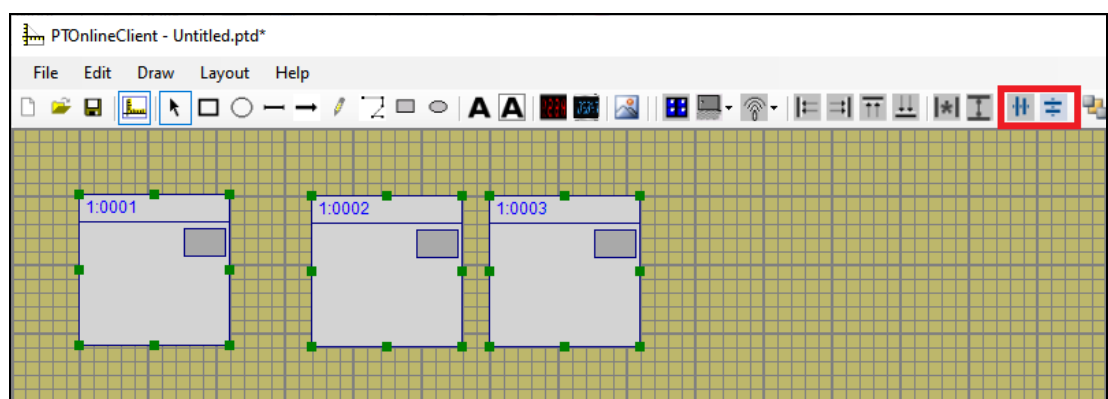 PTOnlineClient - Untitled.ptd*
File Edit Draw Layout Help
A A
1:0001 1:0002 1:0003